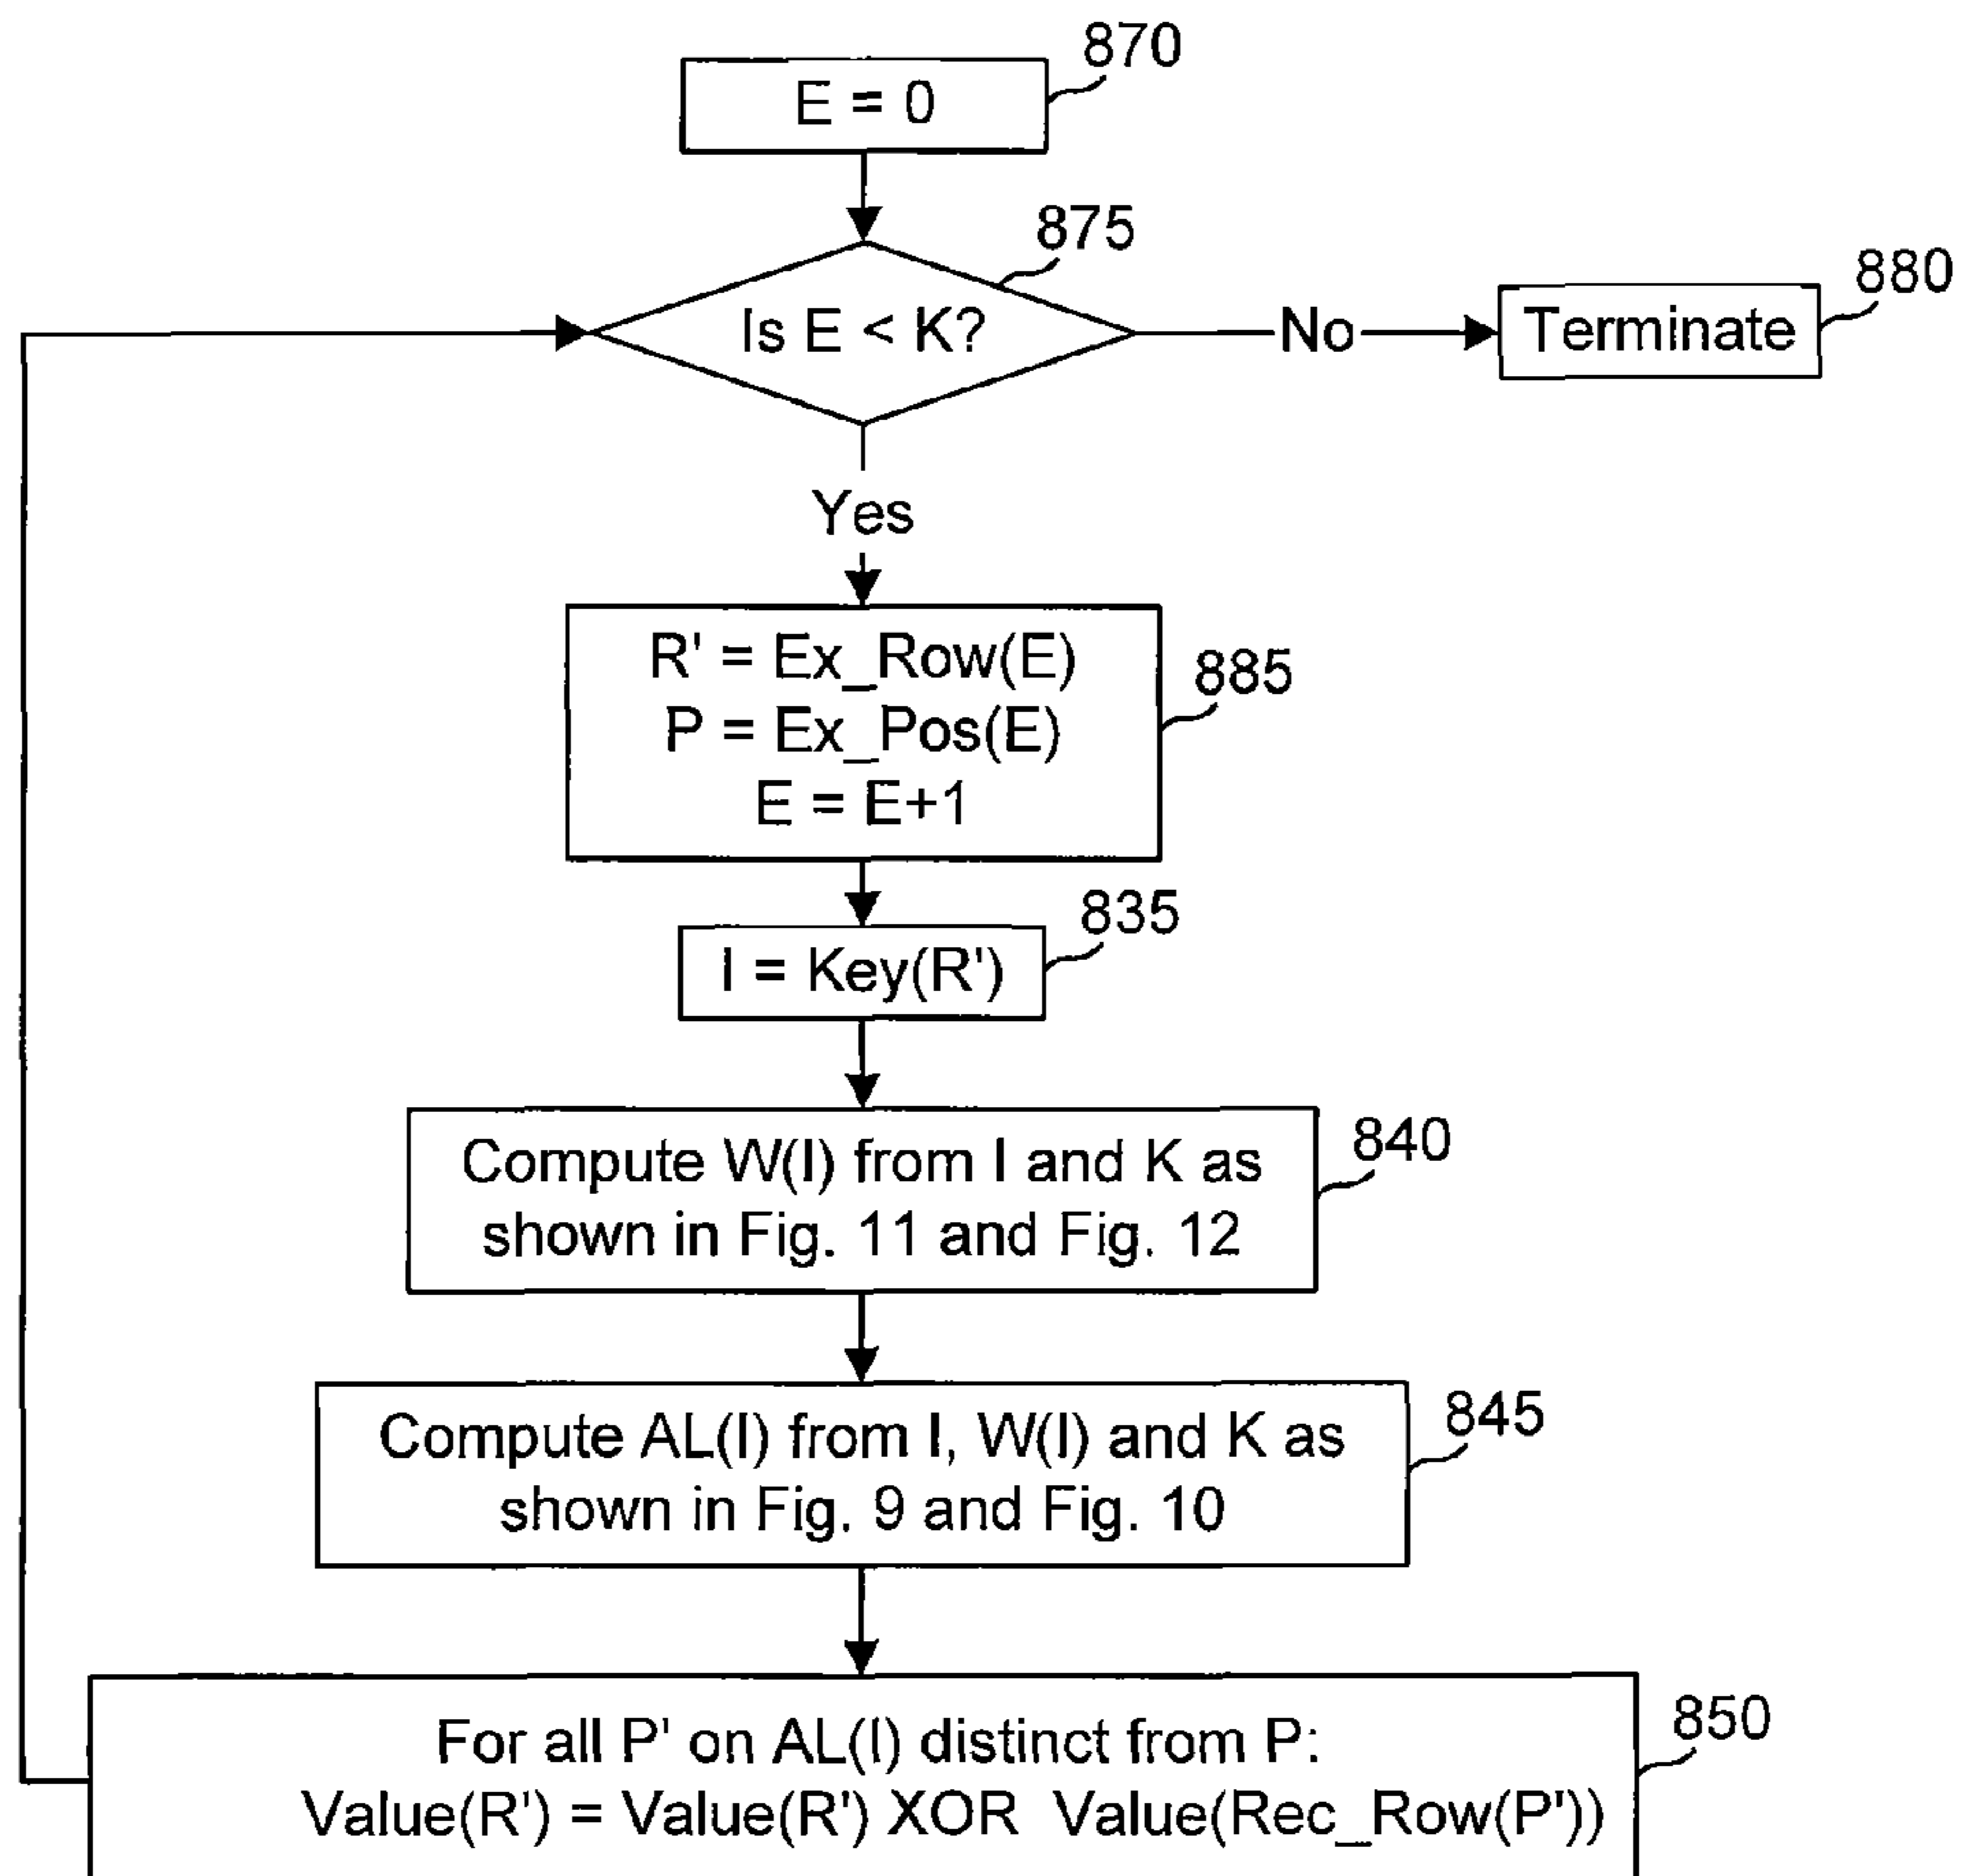 870
E = 0
875
Is E < K?
No
880
Terminate
Yes
R' = Ex_Row(E)
P = Ex_Pos(E)
E = E+1
885
835
I = Key(R')
840
Compute W(I) from I and K as
shown in Fig. 11 and Fig. 12
845
Compute AL(I) from I, W(I) and K as
shown in Fig. 9 and Fig. 10
850
For all P' on AL(I) distinct from P:
Value(R') = Value(R') XOR Value(Rec_Row(P'))